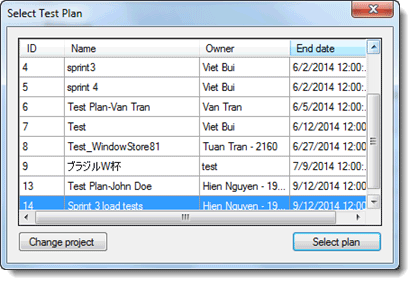 Select Test Plan
ID Name Owner End date
4 sprint3 Viet Bui 6/2/2014 12:00:.
5 sprint 4 Viet Bui 6/2/2014 12:00:.
6 Test Plan-Van Tran Van Tran 6/5/2014 12:00:.
7 Test Viet Bui 6/12/2014 12:00
8 Test_WindowStore81 Tuan Tran - 2160 6/27/2014 12:00
9 ブラジルW杯 test 7/9/2014 12:00:.
13 Test Plan-John Doe Hien Nguyen - 19... 9/12/2014 12:00
14 Sprint 3 load tests Hien Nguyen - 19... 9/12/2014 12:00
Change project Select plan